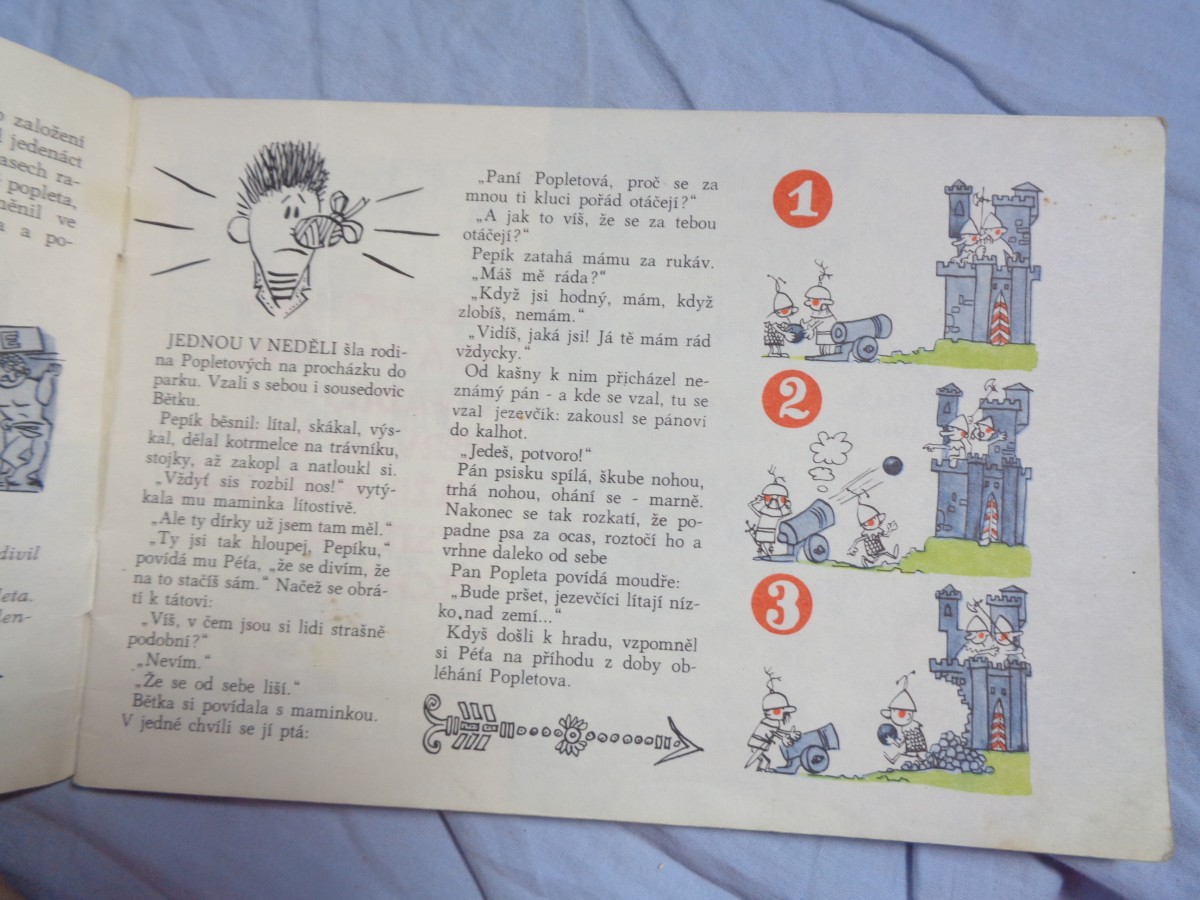 založení
jedenáct
asech ra-
popleta,
měnil ve
a a po-
E
divil
leta.
len-
JEDNOU V NEDĚLI šla rodi-
na Popletových na procházku do
parku. Vzali s sebou i sousedovic
Bětku.
Pepík běsnil: lítal, skákal, výs-
kal, dělal kotrmelce na trávníku,
stojky, až zakopl a natloukl si.
„Vždyť sis rozbil nos!“ vytý-
kala mu maminka lítostivě.
„Ale ty dírky už jsem tam měl.“
„Ty jsi tak hloupej, Pepíku,“
povídá mu Péťa, „že se divím, že
na to stačíš sám.“ Načež se obrá-
tí k tátovi:
„Víš, v čem jsou si lidi strašně
podobní?“
„Nevím.“
„Že se od sebe liší.“
Bětka si povídala s maminkou.
V jedné chvíli se jí ptá:
„Paní Popletová, proč se za
mnou ti kluci pořád otáčejí?“
„A jak to víš, že se za tebou
otáčejí?“
Pepík zatahá mámu za rukáv.
„Máš mě ráda?“
„Když jsi hodný, mám, když
zlobíš, nemám.“
„Vidíš, jaká jsi! Já tě mám rád
vždycky.“
Od kašny k nim přicházel ne-
známý pán - a kde se vzal, tu se
vzal jezevčík: zakousl se pánovi
do kalhot.
„Jedeš, potvoro!“
Pán psisku spílá, škube nohou,
trhá nohou, ohání se - marně.
Nakonec se tak rozkatí, že po-
padne psa za ocas, roztočí ho a
vrhne daleko od sebe
Pan Popleta povídá moudře:
„Bude pršet, jezevčíci lítají níz-
ko nad zemí...“
Kdyš došli k hradu, vzpomněl
si Péťa na příhodu z doby ob-
léhání Popletova.
1
2
3